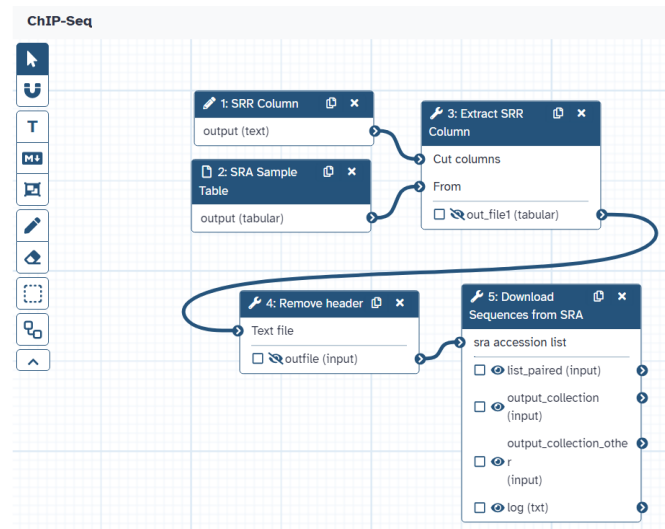 ChIP-Seq
T
M
1: SRR Column
output (text)
2: SRA Sample
Table
output (tabular)
3: Extract SRR
Column
Cut columns
From
out_file1 (tabular)
4: Remove header
Text file
outfile (input)
5: Download
Sequences from SRA
sra accession list
list_paired (input)
output_collection
(input)
output_collection_othe
r
(input)
log (txt)